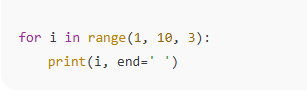 for i in range(1, 10, 3):
    print(i, end=' ')